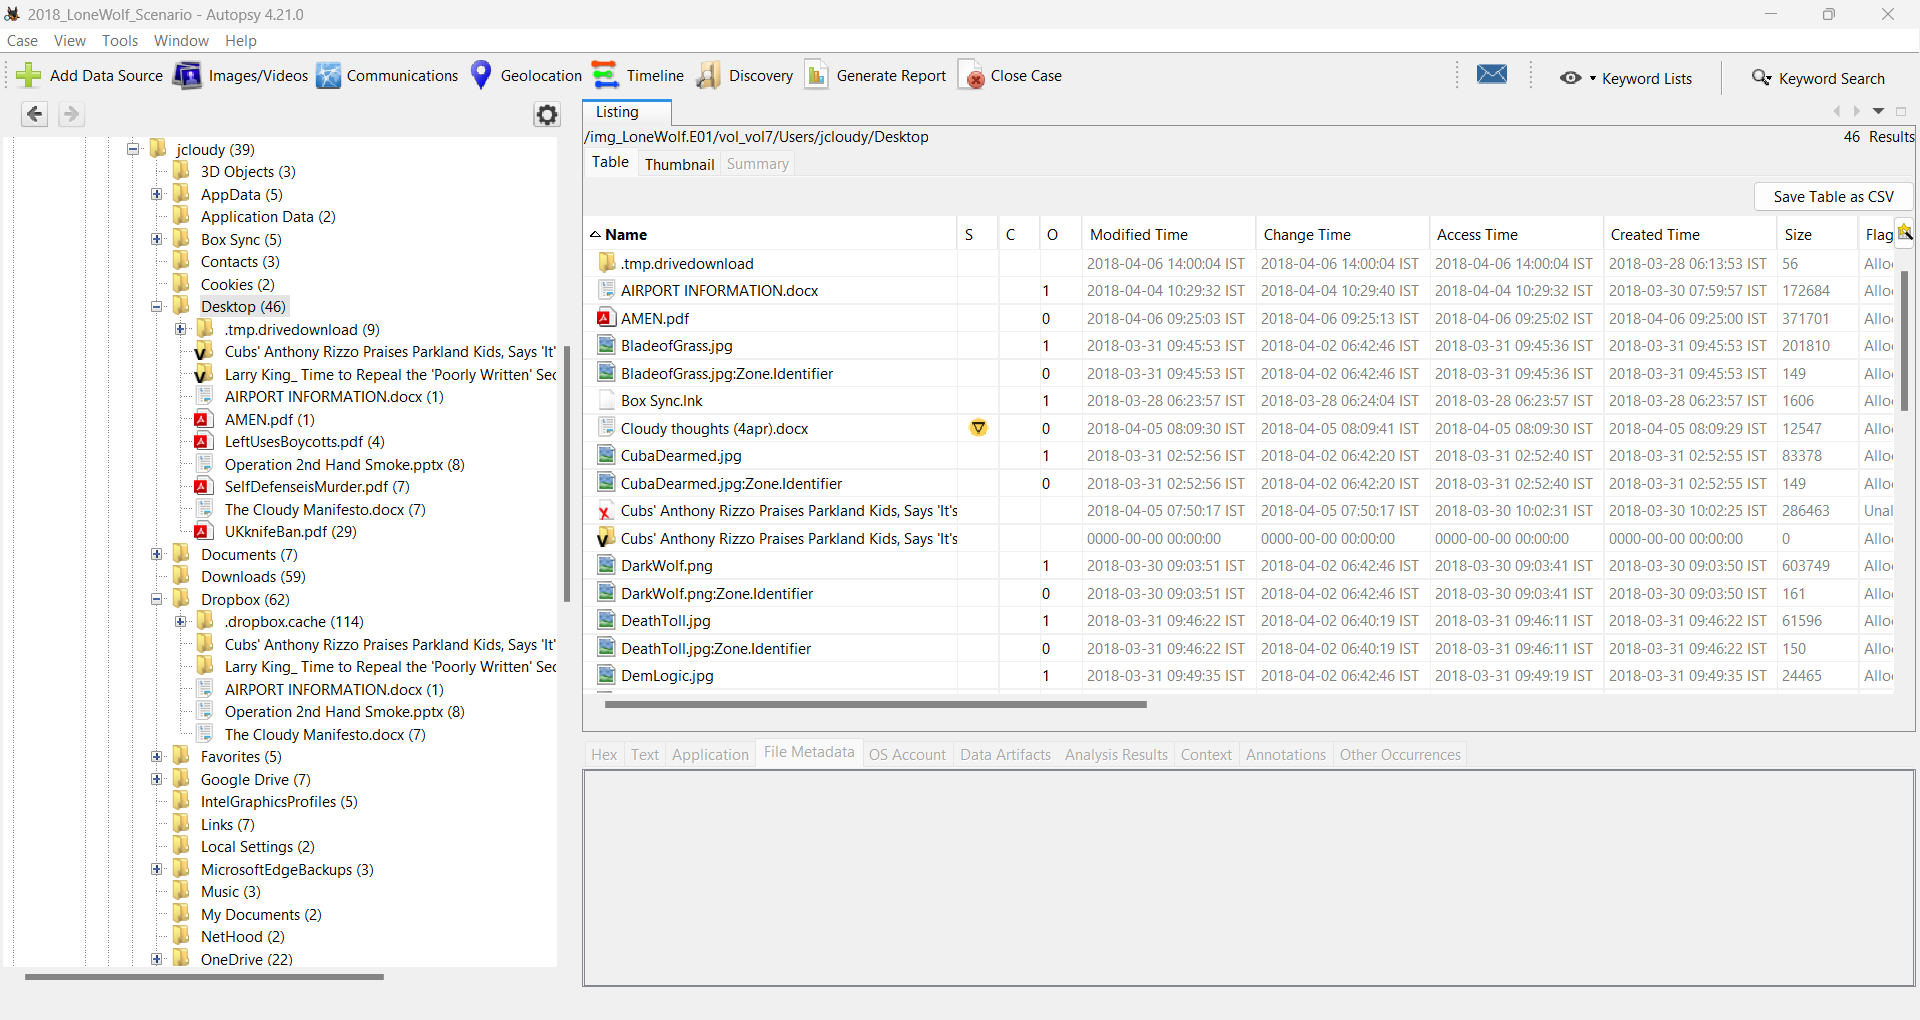 2018_LoneWolf_Scenario - Autopsy 4.21.0
Case View Tools Window Help
Add Data Source Images/Videos Communications Geolocation Timeline Discovery Generate Report Close Case Keyword Lists Keyword Search
jcloudy (39)
3D Objects (3)
AppData (5)
Application Data (2)
Box Sync (5)
Contacts (3)
Cookies (2)
Desktop (46)
.tmp.drivedownload (9)
Cubs' Anthony Rizzo Praises Parkland Kids, Says 'It'
Larry King_ Time to Repeal the 'Poorly Written' Sec
AIRPORT INFORMATION.docx (1)
AMEN.pdf (1)
LeftUsesBoycotts.pdf (4)
Operation 2nd Hand Smoke.pptx (8)
SelfDefenseisMurder.pdf (7)
The Cloudy Manifesto.docx (7)
UKknifeBan.pdf (29)
Documents (7)
Downloads (59)
Dropbox (62)
.dropbox.cache (114)
Cubs' Anthony Rizzo Praises Parkland Kids, Says 'It'
Larry King_ Time to Repeal the 'Poorly Written' Sec
AIRPORT INFORMATION.docx (1)
Operation 2nd Hand Smoke.pptx (8)
The Cloudy Manifesto.docx (7)
Favorites (5)
Google Drive (7)
IntelGraphicsProfiles (5)
Links (7)
Local Settings (2)
MicrosoftEdgeBackups (3)
Music (3)
My Documents (2)
NetHood (2)
OneDrive (22)
Listing
/img_LoneWolf.E01/vol_vol7/Users/jcloudy/Desktop 46 Results
Table Thumbnail Summary
Save Table as CSV
Name S C O Modified Time Change Time Access Time Created Time Size Flag
.tmp.drivedownload 2018-04-06 14:00:04 IST 2018-04-06 14:00:04 IST 2018-04-06 14:00:04 IST 2018-03-28 06:13:53 IST 56 Allo
AIRPORT INFORMATION.docx 1 2018-04-04 10:29:32 IST 2018-04-04 10:29:40 IST 2018-04-04 10:29:32 IST 2018-03-30 07:59:57 IST 172684 Allo
AMEN.pdf 0 2018-04-06 09:25:03 IST 2018-04-06 09:25:13 IST 2018-04-06 09:25:02 IST 2018-04-06 09:25:00 IST 371701 Allo
BladeofGrass.jpg 1 2018-03-31 09:45:53 IST 2018-04-02 06:42:46 IST 2018-03-31 09:45:36 IST 2018-03-31 09:45:53 IST 201810 Allo
BladeofGrass.jpg:Zone.Identifier 0 2018-03-31 09:45:53 IST 2018-04-02 06:42:46 IST 2018-03-31 09:45:36 IST 2018-03-31 09:45:53 IST 149 Allo
Box Sync.lnk 1 2018-03-28 06:23:57 IST 2018-03-28 06:24:04 IST 2018-03-28 06:23:57 IST 2018-03-28 06:23:57 IST 1606 Allo
Cloudy thoughts (4apr).docx 0 2018-04-05 08:09:30 IST 2018-04-05 08:09:41 IST 2018-04-05 08:09:30 IST 2018-04-05 08:09:29 IST 12547 Allo
CubaDearmed.jpg 1 2018-03-31 02:52:56 IST 2018-04-02 06:42:20 IST 2018-03-31 02:52:40 IST 2018-03-31 02:52:55 IST 83378 Allo
CubaDearmed.jpg:Zone.Identifier 0 2018-03-31 02:52:56 IST 2018-04-02 06:42:20 IST 2018-03-31 02:52:40 IST 2018-03-31 02:52:55 IST 149 Allo
Cubs' Anthony Rizzo Praises Parkland Kids, Says 'It's 2018-04-05 07:50:17 IST 2018-04-05 07:50:17 IST 2018-03-30 10:02:31 IST 2018-03-30 10:02:25 IST 286463 Unal
Cubs' Anthony Rizzo Praises Parkland Kids, Says 'It's 0000-00-00 00:00:00 0000-00-00 00:00:00 0000-00-00 00:00:00 0000-00-00 00:00:00 0 Allo
DarkWolf.png 1 2018-03-30 09:03:51 IST 2018-04-02 06:42:46 IST 2018-03-30 09:03:41 IST 2018-03-30 09:03:50 IST 603749 Allo
DarkWolf.png:Zone.Identifier 0 2018-03-30 09:03:51 IST 2018-04-02 06:42:46 IST 2018-03-30 09:03:41 IST 2018-03-30 09:03:50 IST 161 Allo
DeathToll.jpg 1 2018-03-31 09:46:22 IST 2018-04-02 06:40:19 IST 2018-03-31 09:46:11 IST 2018-03-31 09:46:22 IST 61596 Allo
DeathToll.jpg:Zone.Identifier 0 2018-03-31 09:46:22 IST 2018-04-02 06:40:19 IST 2018-03-31 09:46:11 IST 2018-03-31 09:46:22 IST 150 Allo
DemLogic.jpg 1 2018-03-31 09:49:35 IST 2018-04-02 06:42:46 IST 2018-03-31 09:49:19 IST 2018-03-31 09:49:35 IST 24465 Allo
Hex Text Application File Metadata OS Account Data Artifacts Analysis Results Context Annotations Other Occurrences